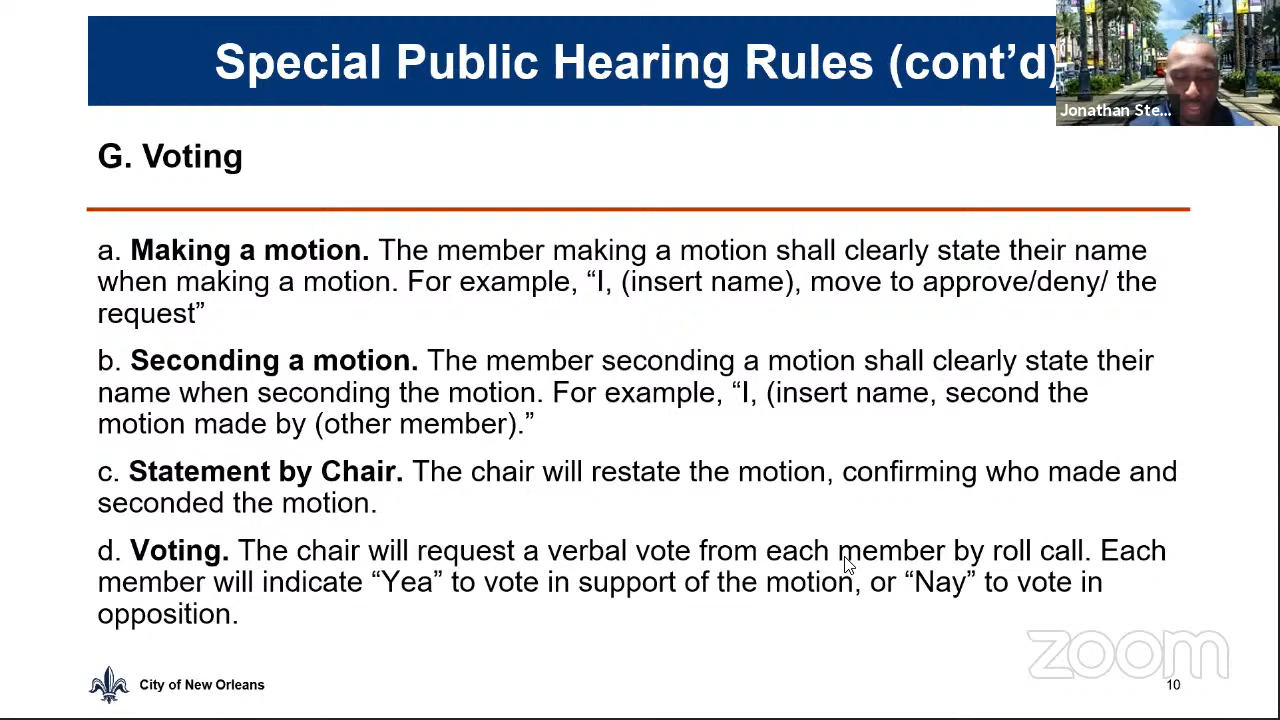 Special Public Hearing Rules (cont’d)
Jonathan Ste...
G. Voting
a. Making a motion. The member making a motion shall clearly state their name
when making a motion. For example, “I, (insert name), move to approve/deny/ the
request”
b. Seconding a motion. The member seconding a motion shall clearly state their
name when seconding the motion. For example, “I, (insert name, second the
motion made by (other member).”
c. Statement by Chair. The chair will restate the motion, confirming who made and
seconded the motion.
d. Voting. The chair will request a verbal vote from each member by roll call. Each
member will indicate “Yea” to vote in support of the motion, or “Nay” to vote in
opposition.
zoom
City of New Orleans
10